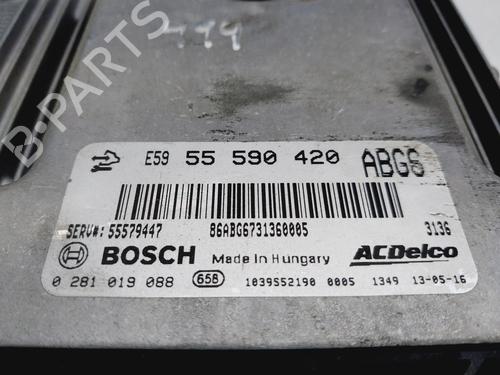 E59 55 590 420 ABGS
SERV#: 55579447 86ABG6731360005 3136
BOSCH Made in Hungary ACDelco
0 281 019 088 658 1039S52190 0005 1349 13-05-16